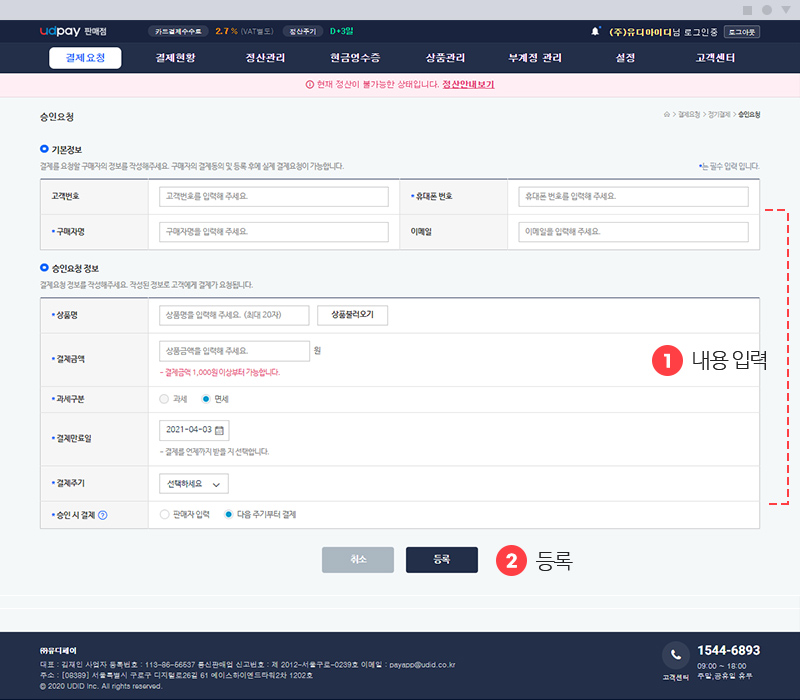 udpay 판매점 카드결제수수료 2.7 % (VAT별도) 정산주기 D+3일 (주)유디아이디님 로그인중 로그아웃
결제요청 결제현황 정산관리 현금영수증 상품관리 부계정 관리 설정 고객센터
현재 정산이 불가능한 상태입니다. 정산안내보기
승인요청 > 결제요청 > 정기결제 > 승인요청
기본정보
결제를 요청할 구매자의 정보를 작성해주세요. 구매자의 결제동의 및 등록 후에 실제 결제요청이 가능합니다. •는 필수 입력 입니다.
고객번호 고객번호를 입력해 주세요. • 휴대폰 번호 휴대폰 번호를 입력해 주세요.
• 구매자명 구매자명을 입력해 주세요. 이메일 이메일을 입력해 주세요.
승인요청 정보
결제요청 정보를 작성해주세요. 작성된 정보로 고객에게 결제가 요청됩니다.
• 상품명 상품명을 입력해 주세요. (최대 20자) 상품불러오기
• 결제금액 상품금액을 입력해 주세요. 원
- 결제금액 1,000원 이상부터 가능합니다.
1 내용 입력
• 과세구분 과세 면세
• 결제만료일 2021-04-03
- 결제를 언제까지 받을 지 선택합니다.
• 결제주기 선택하세요
• 승인 시 결제 ? 판매자 입력 다음 주기부터 결제
취소 등록 2 등록
㈜유디페이
대표 : 김재인 사업자 등록번호 : 113-86-56637 통신판매업 신고번호 : 제 2012-서울구로-0239호 이메일 : payapp@udid.co.kr
주소 : [08389] 서울특별시 구로구 디지털로26길 61 에이스하이엔드타워2차 1202호
© 2020 UDID Inc. All rights reserved.
고객센터 1544-6893
09:00 ~ 18:00
주말,공휴일 휴무